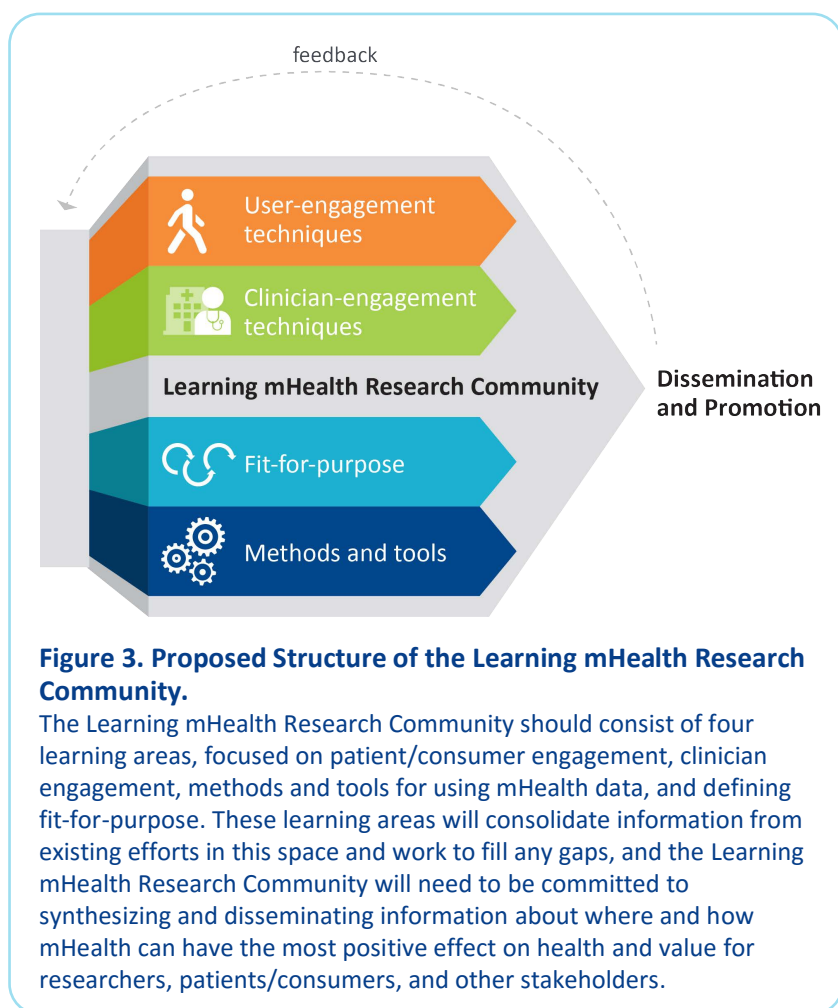 feedback
User-engagement
techniques
Clinician-engagement
techniques
Learning mHealth Research Community
Dissemination
and Promotion
Fit-for-purpose
Methods and tools
Figure 3. Proposed Structure of the Learning mHealth Research
Community.
The Learning mHealth Research Community should consist of four
learning areas, focused on patient/consumer engagement, clinician
engagement, methods and tools for using mHealth data, and defining
fit-for-purpose. These learning areas will consolidate information from
existing efforts in this space and work to fill any gaps, and the Learning
mHealth Research Community will need to be committed to
synthesizing and disseminating information about where and how
mHealth can have the most positive effect on health and value for
researchers, patients/consumers, and other stakeholders.